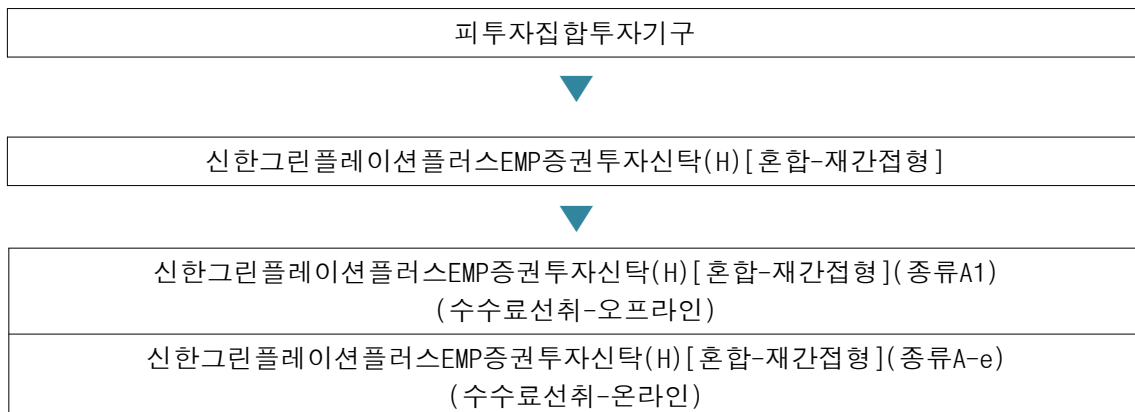 피투자집합투자기구
신한그린플레이션플러스EMP증권투자신탁(H)[혼합-재간접형]
신한그린플레이션플러스EMP증권투자신탁(H)[혼합-재간접형](종류A1)
(수수료선취-오프라인)
신한그린플레이션플러스EMP증권투자신탁(H)[혼합-재간접형](종류A-e)
(수수료선취-온라인)